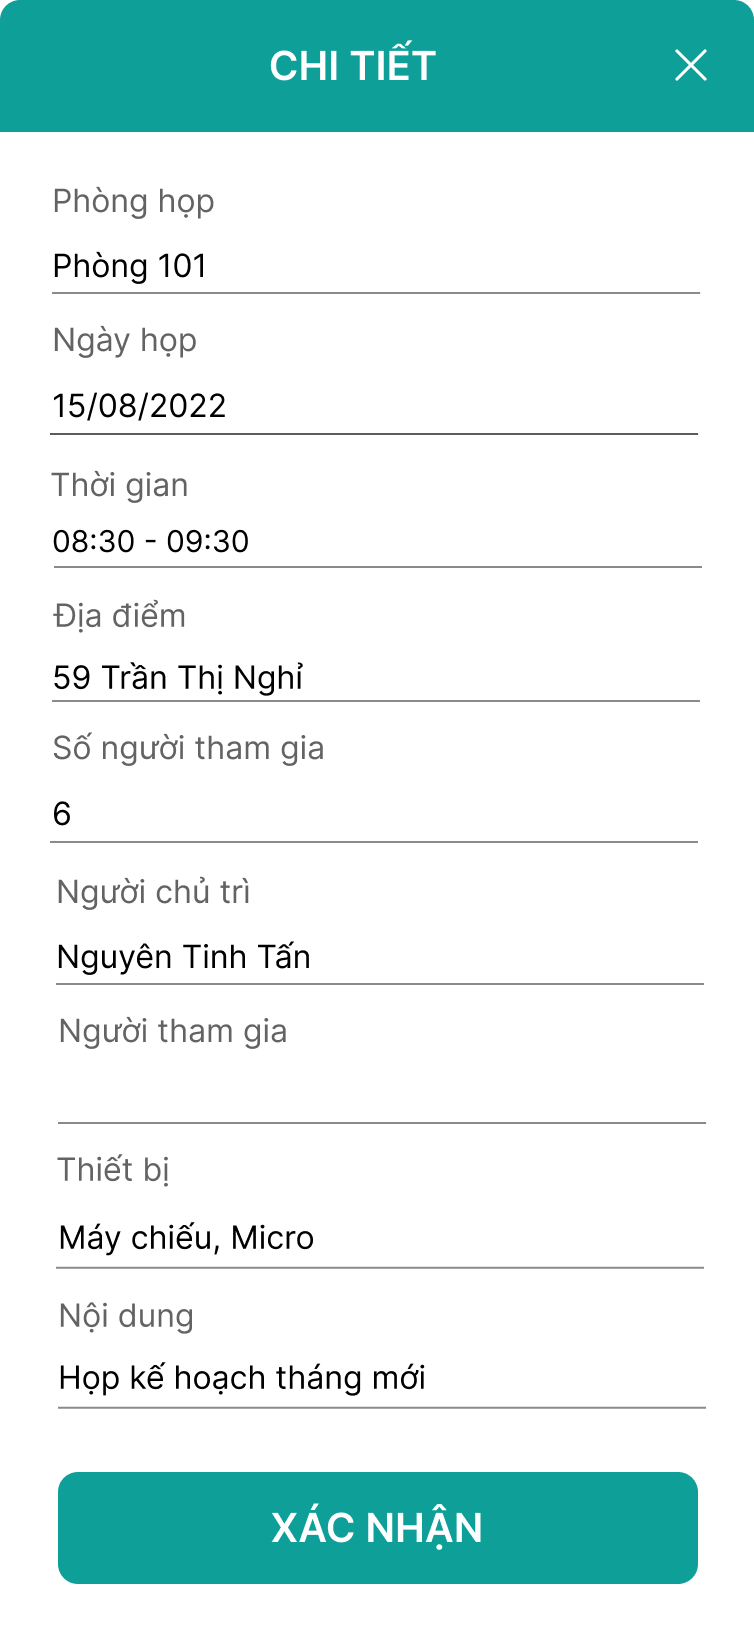 CHI TIẾT
Phòng họp
Phòng 101
Ngày họp
15/08/2022
Thời gian
08:30 - 09:30
Địa điểm
59 Trần Thị Nghỉ
Số người tham gia
6
Người chủ trì
Nguyên Tinh Tấn
Người tham gia
Thiết bị
Máy chiếu, Micro
Nội dung
Họp kế hoạch tháng mới
XÁC NHẬN